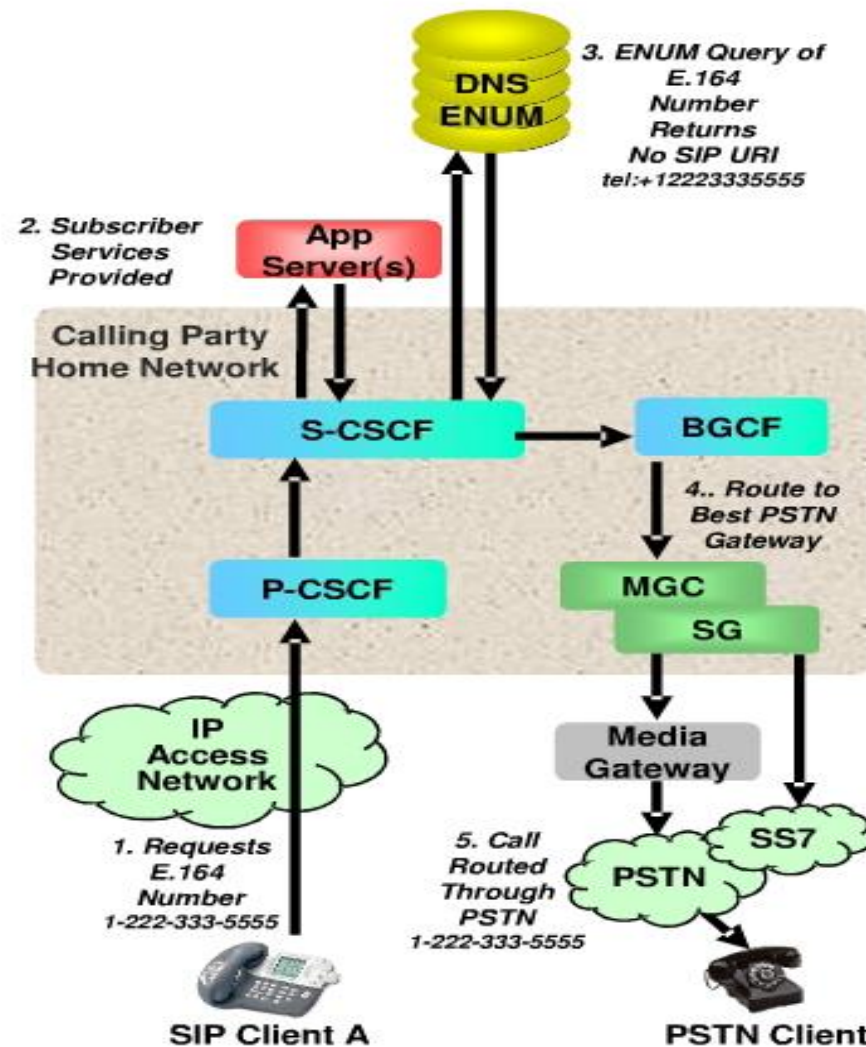 DNS
ENUM
3. ENUM Query of
E.164
Number
Returns
No SIP URI
tel:+12223335555
2. Subscriber
Services
Provided
App
Server(s)
Calling Party
Home Network
S-CSCF
BGCF
4.. Route to
Best PSTN
Gateway
P-CSCF
MGC
SG
IP
Access
Network
Media
Gateway
1. Requests
E.164
Number
1-222-333-5555
5. Call
Routed
Through
PSTN
1-222-333-5555
SS7
PSTN
SIP Client A
PSTN Client